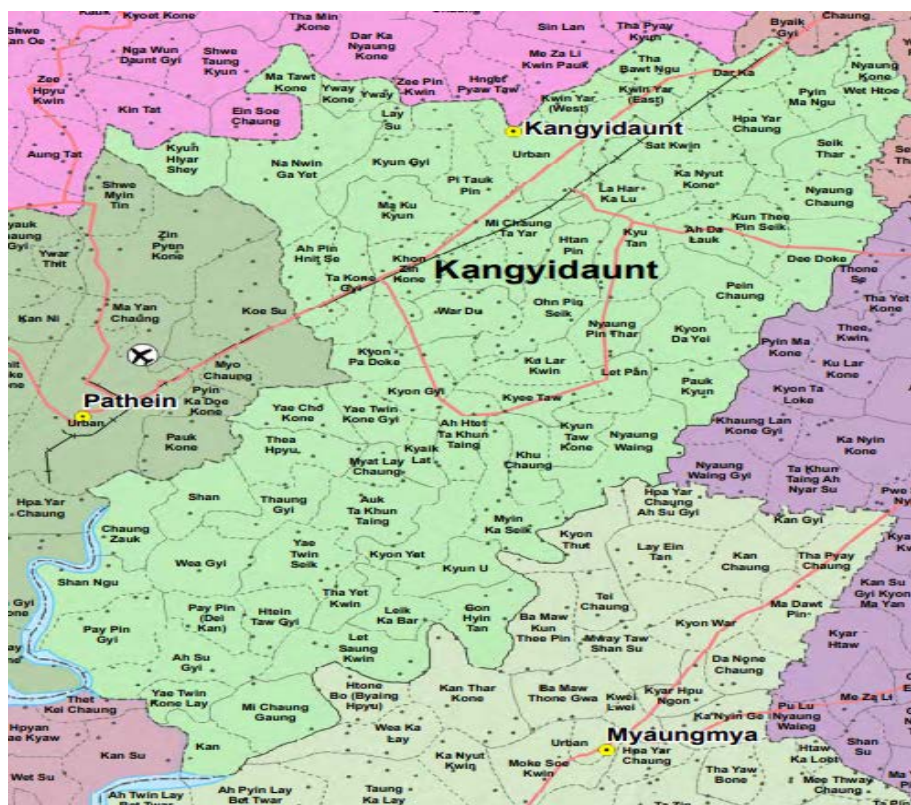 Shwe
Kyoet Kone
Tha Min
Kone
Dar Ka
Nyaung
Kone
Sin Lan
Tha Pyay
Kyun
Byaik
Gyi
Chaung
Nga Wun
Daunt Gyi
Shwe
Taung
Kyun
Me Za Li
Kwin Pauk
Tha
Bawt Ngu
Dar Ka
Nyaung
Kone
Wet Htoe
Zee
Hpyu
Kwin
Kin Tat
Ein Soe
Chaung
Ma Tawt
Kone
Yway
Kone
Yway
Zee Pin
Kwin
Hnget
Pyaw Taw
Kwin Yar
(West)
Kwin Yar
(East)
Pyin
Ma Ngu
Lay
Su
Kangyidaunt
Hpa Yar
Chaung
Aung Tat
Kyun
Hlyar
Shey
Na Nwin
Ga Yet
Kyun Gyi
Urban
Sat Kwin
Seik
Thar
Shwe
Myin
Tin
Pi Tauk
Pin
Ka Nyut
Kone
La Har
Ka Lu
Nyaung
Chaung
Ma Ku
Kyun
Mi Chaung
Ta Yar
Kun Thee
Pin Seik
Ywar
Thit
Zin
Pyun
Kone
Ah Pin
Hnit Se
Htan
Pin
Kyu
Tan
Ah Da
Lauk
Khon
Zin
Kone
Kangyidaunt
Dee Doke
Ta Kone
Gyi
Thone
Se
Pein
Chaung
Tha Yet
Kone
Kan Ni
Ma Yan
Chaung
Koe Su
War Du
Ohn Pin
Seik
Nyaung
Pin Thar
Kyon
Da Yei
Thee
Kwin
Pyin Ma
Kone
Ku Lar
Kone
Myo
Chaung
Kyon
Pa Doke
Ka Lar
Kwin
Let Pan
Pyin
Ka Doe
Kone
Kyon Gyi
Kyee Taw
Pauk
Kyun
Kyon Ta
Loke
Pathein
Urban
Yae Cho
Kone
Yae Twin
Kone Gyi
Khaung Lan
Kone Gyi
Pauk
Kone
Thea
Hpyu
Ah Htet
Ta Khun
Taing
Kyun
Taw
Kone
Nyaung
Waing
Ka Nyin
Kone
Kyaik
Lat
Myat Lay
Chaung
Khu
Chaung
Nyaung
Waing Gyi
Ta Khun
Taing Ah
Nyar Su
Shan
Thaung
Gyi
Auk
Ta Khun
Taing
Hpa Yar
Chaung
Ah Su Gyi
Hpa Yar
Chaung
Myin
Ka Seik
Kan Gyi
Chaung
Zauk
Kyon
Thut
Lay Ein
Tan
Yae
Twin
Seik
Kyon Yat
Wea Gyi
Kyun U
Kan
Chaung
Tha Pyay
Chaung
Shan Ngu
Tha Yet
Kwin
Tei
Chaung
Kan Su
Gyi Kyon
Ma Yan
Pay Pin
(Dei
Kan)
Htein
Taw Gyi
Leik
Ka Bar
Gon
Hyin
Tan
Ba Maw
Kun
Thee Pin
Ma Dawt
Pin
Pay Pin
Gyi
Kyon War
Let
Saung
Kwin
Mway Taw
Shan Su
Kyar
Htaw
Ah Su
Gyi
Da None
Chaung
Thet
Kei Chaung
Yae Twin
Kone Lay
Htone
Bo (Byaing
Hpyu)
Kan Thar
Kone
Ba Maw
Thone Gwa
Kwei
Lwei
Kyar Hpu
Ngon
Me Za Li
Mi Chaung
Gaung
Ka Nyin Ge
Pu Lu
Nyaung
Waing
Wea Ka
Lay
Myaungmya
Kan Su
Kan
Urban
Hpa Yar
Chaung
Shan
Su
Wet Su
Ka Nyut
Kwin
Moke Soe
Kwin
Tha Yaw
Bone
Htaw
Ka Loet
Mee Thway
Chaung
Ah Twin Lay
Bet Twar
Ah Pyin Lay
Bet Twar
Taung
Ka Lay